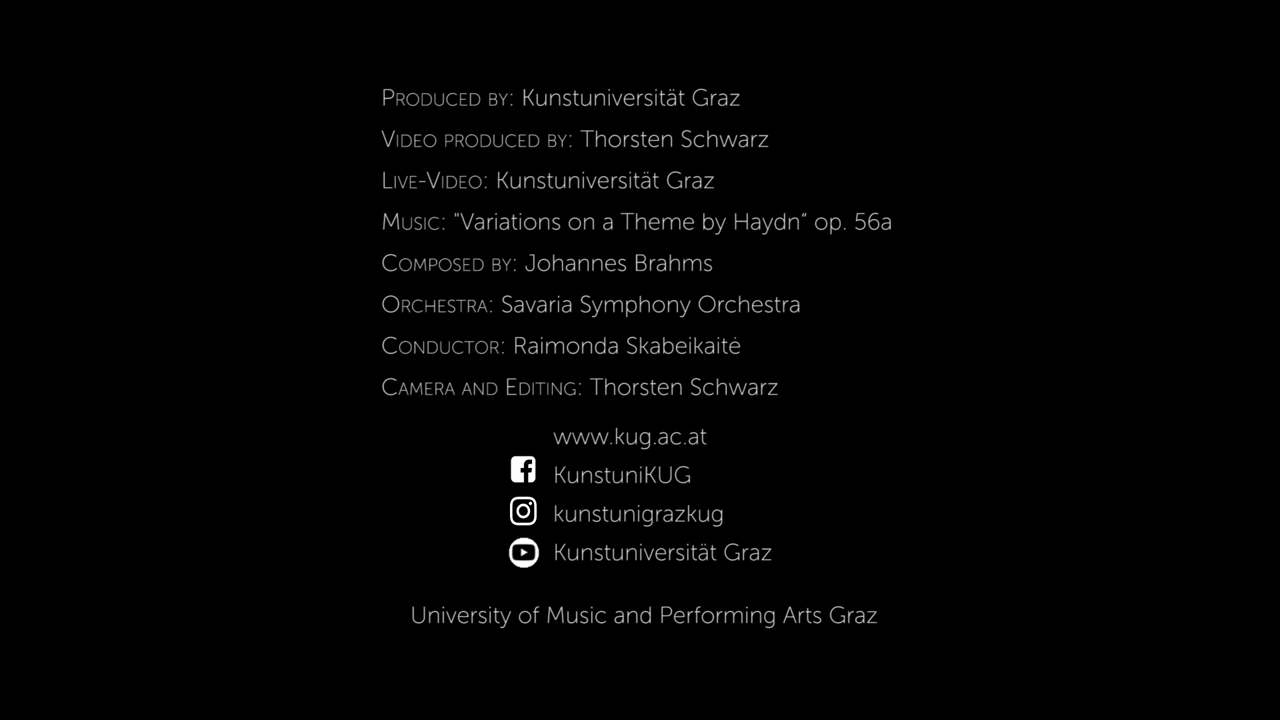 Produced by: Kunstuniversität Graz
Video produced by: Thorsten Schwarz
Live-Video: Kunstuniversität Graz
Music: "Variations on a Theme by Haydn“ op. 56a
Composed by: Johannes Brahms
Orchestra: Savaria Symphony Orchestra
Conductor: Raimonda Skabeikaitė
Camera and Editing: Thorsten Schwarz
www.kug.ac.at
KunstuniKUG
kunstunigrazkug
Kunstuniversität Graz
University of Music and Performing Arts Graz